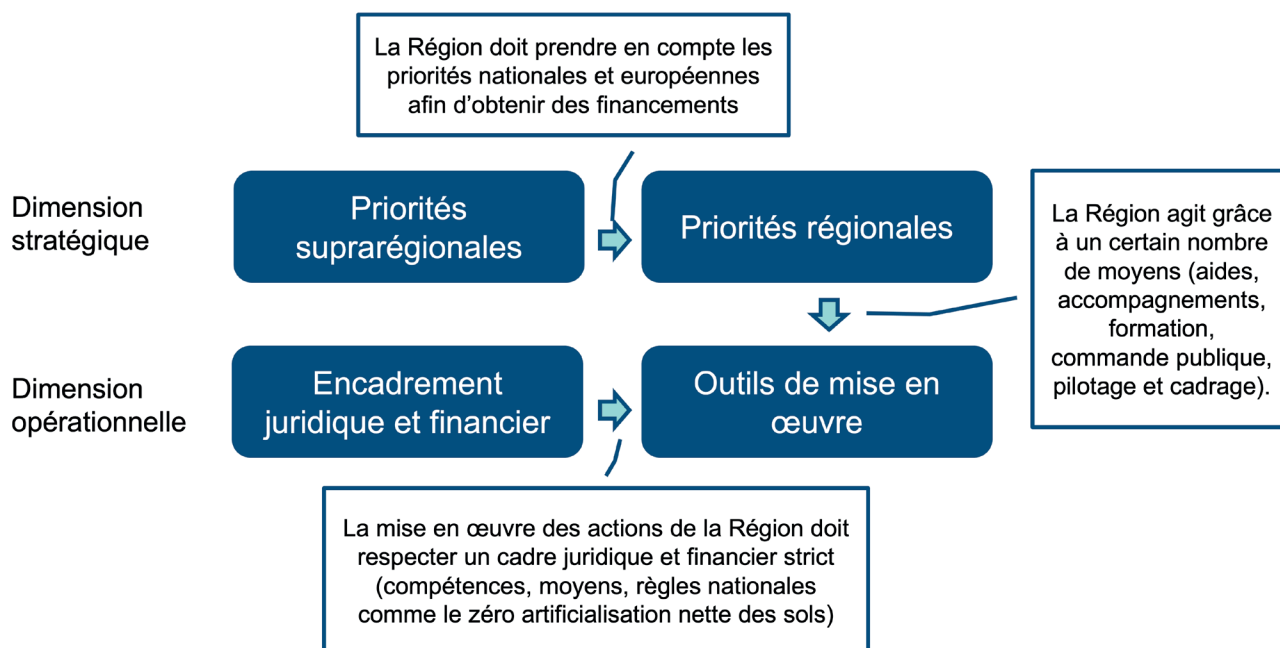 La Région doit prendre en compte les
priorités nationales et européennes
afin d’obtenir des financements
Dimension
stratégique
Priorités
suprarégionales
Priorités régionales
La Région agit grâce
à un certain nombre
de moyens (aides,
accompagnements,
formation,
commande publique,
pilotage et cadrage).
Dimension
opérationnelle
Encadrement
juridique et financier
Outils de mise en
œuvre
La mise en œuvre des actions de la Région doit
respecter un cadre juridique et financier strict
(compétences, moyens, règles nationales
comme le zéro artificialisation nette des sols)